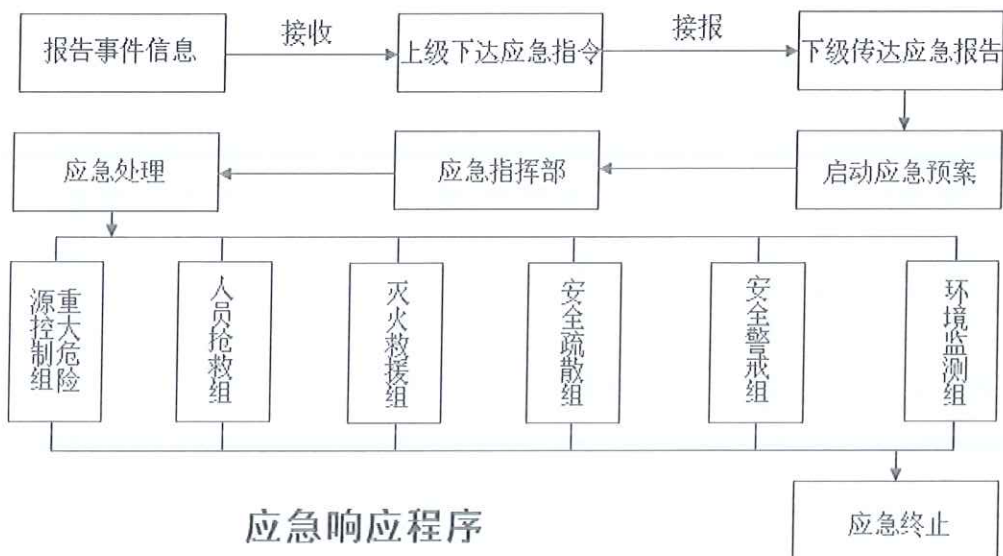 报告事件信息
接收
上级下达应急指令
接报
下级传达应急报告
应急处理
应急指挥部
启动应急预案
重大危险
源控制组
人员抢救组
灭火救援组
安全疏散组
安全警戒组
环境监测组
应急响应程序
应急终止